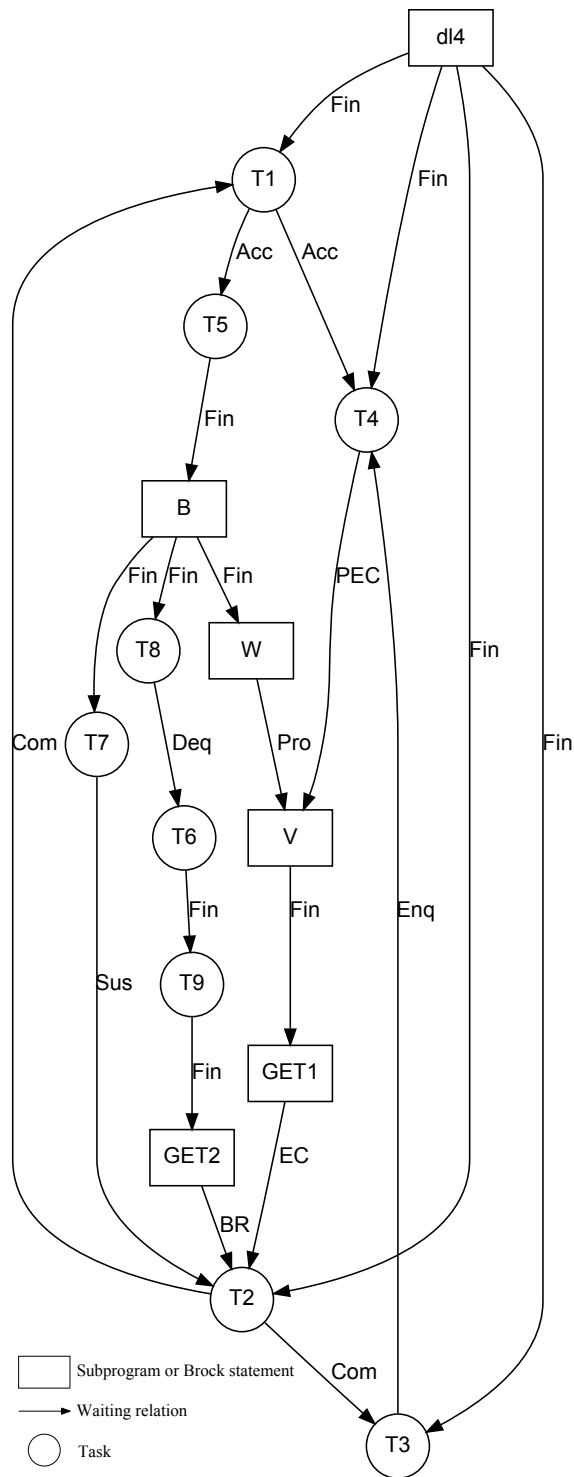 dl4
Fin
T1
Fin
Acc
Acc
T5
T4
Fin
B
Fin
Fin
Fin
PEC
T8
W
Fin
T7
Com
Deq
Pro
Fin
T6
V
Fin
Fin
Enq
Sus
T9
Fin
GET1
GET2
EC
BR
T2
Com
Subprogram or Brock statement
Waiting relation
Task
T3